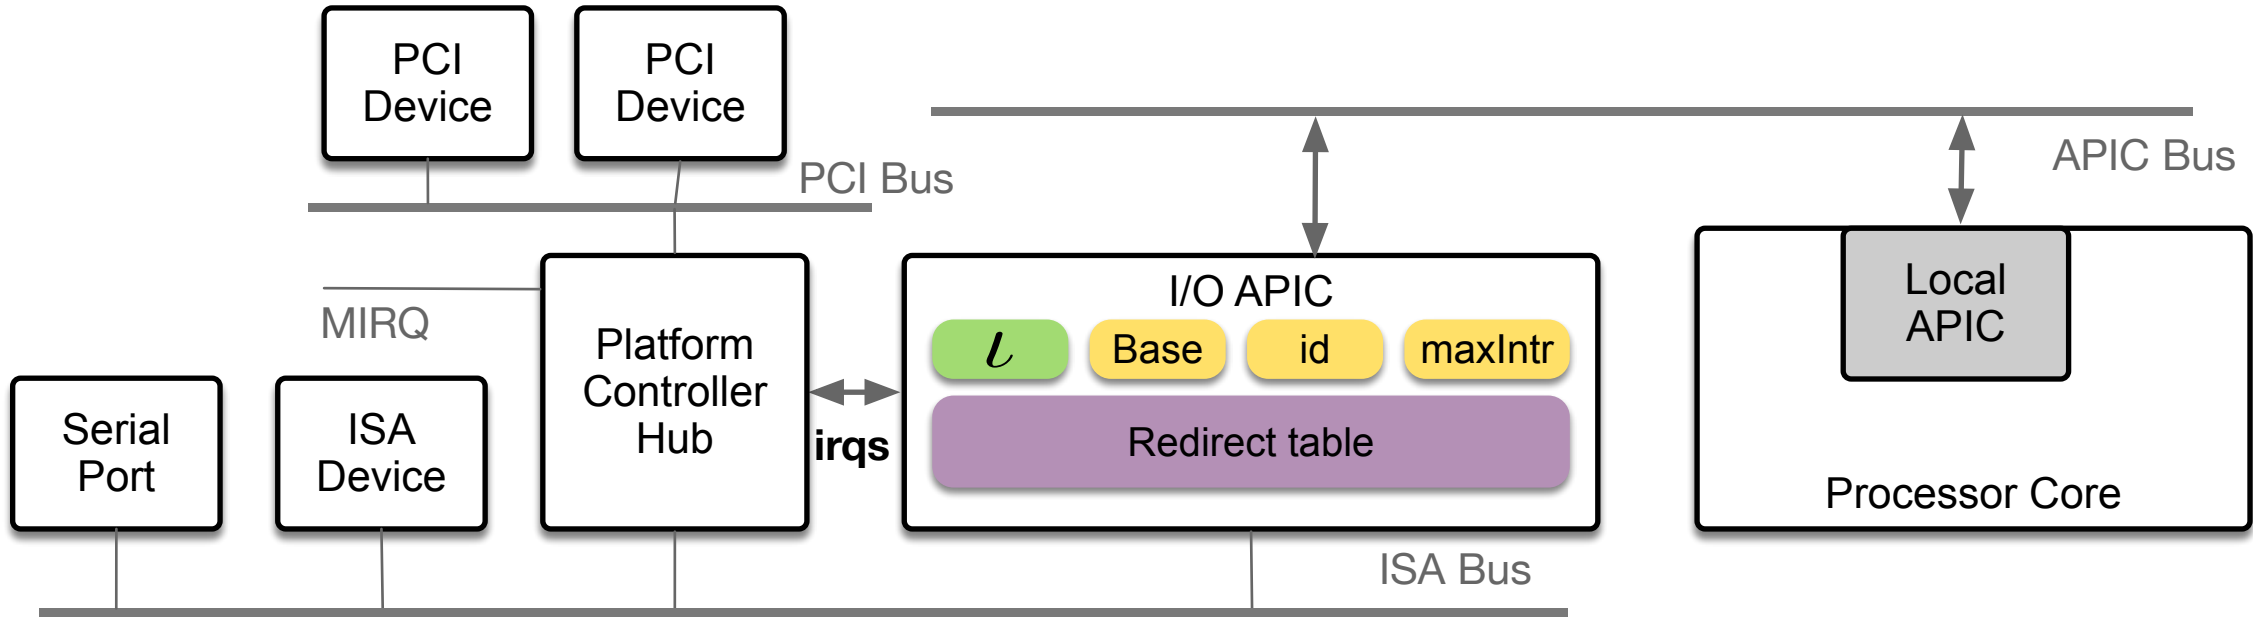 PCI
Device
PCI
Device
PCI Bus
APIC Bus
MIRQ
Platform
Controller
Hub
irqs
I/O APIC
ι
Base
id
maxIntr
Redirect table
Local
APIC
Processor Core
Serial
Port
ISA
Device
ISA Bus